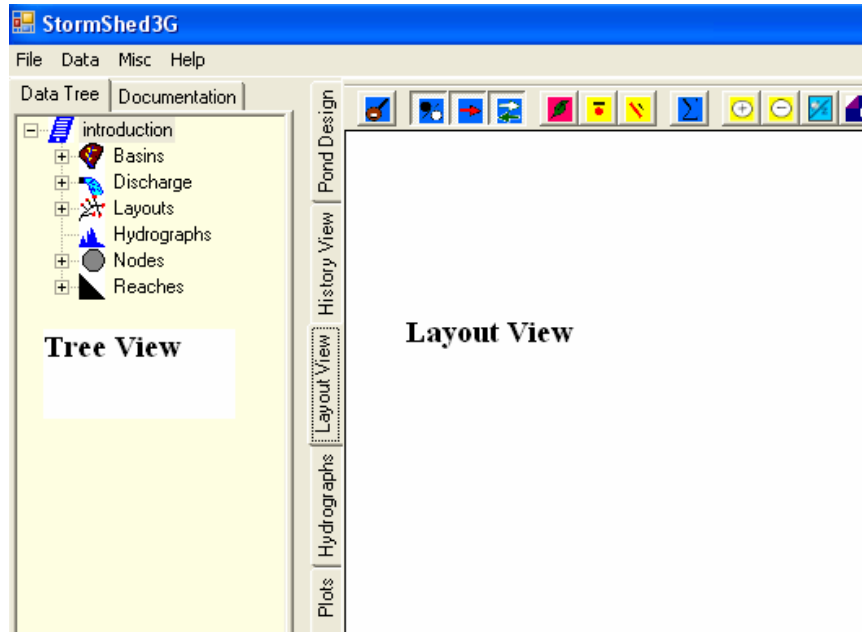 StormShed3G
File Data Misc Help
Data Tree Documentation
introduction
Basins
Discharge
Layouts
Hydrographs
Nodes
Reaches
Tree View
Pond Design
History View
Layout View
Hydrographs
Plots
Layout View